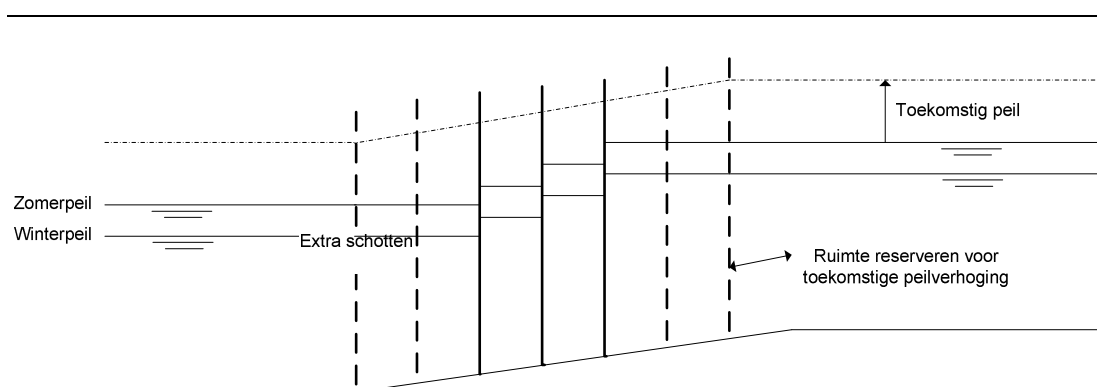 Toekomstig peil
Zomerpeil
Winterpeil
Extra schotten
Ruimte reserveren voor
toekomstige peilverhoging